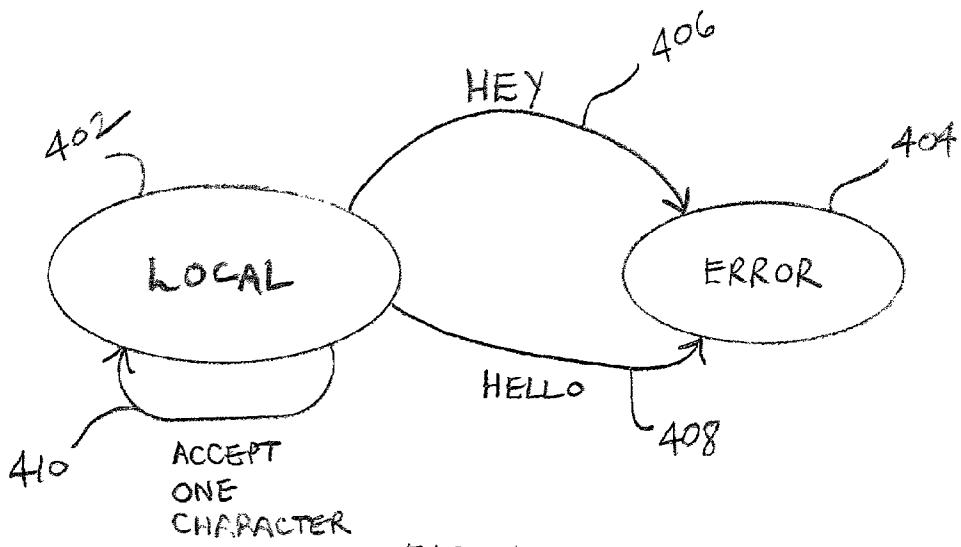 406
HEY
402
404
LOCAL
ERROR
HELLO
408
410
ACCEPT
ONE
CHARACTER